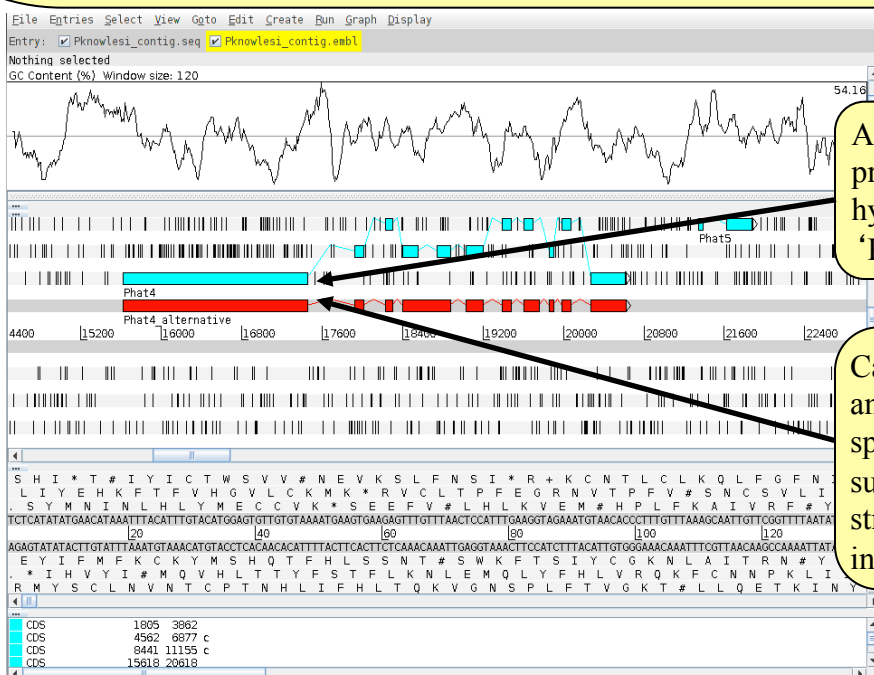 File Entries Select View Goto Edit Create Run Graph Display
Entry: Pknowlesi_contig.seq Pknowlesi_contig.embl
Nothing selected
GC Content (%) Window size: 120
54.16
Phat5
Phat4
Phat4_alternative
4400 15200 16000 16800 17600 18400 19200 20000 20800 21600 22400
S H I * T # I Y I C T W S V V # N E V K S L F N S I * R + K C N T L C L K Q L F G F N
L I Y E H K F T F V H G V L C K M K * R V C L T P F E G R N V T P F V # S N C S V L I
. S Y M N I N L H L Y M E C C V K * S E E F V # L H L K V E M # H P L F K A I V R F # Y
20 40 60 80 100 120
E Y I F M F K C K Y M S H Q T F H L S S N T # S W K F T S I Y C G K N L A I T R N # Y
. * I H V Y I # M Q V H L T T Y F S T F L K N L E M Q L Y F H L V R Q K F C N N P K L I
R M Y S C L N V N T C P T N H L I F H L T Q K V G N S P L F T V G K T # L L Q E T K I N Y
CDS 1805 3862
CDS 4562 6877 c
CDS 8441 11155 c
CDS 15618 20618